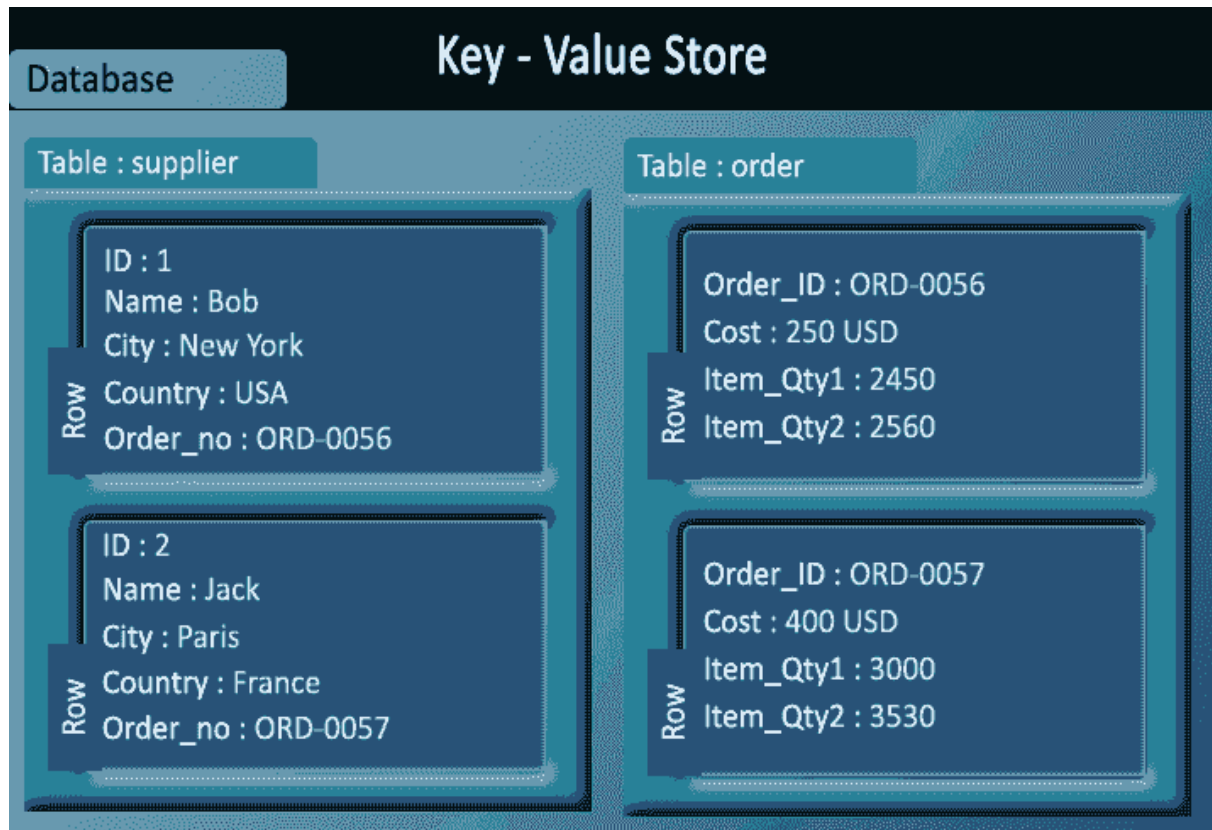 Key - Value Store
Database
Table : supplier
ID : 1
Name : Bob
City : New York
Country : USA
Order_no : ORD-0056
Row
ID : 2
Name : Jack
City : Paris
Country : France
Order_no : ORD-0057
Row
Table : order
Order_ID : ORD-0056
Cost : 250 USD
Item_Qty1 : 2450
Item_Qty2 : 2560
Row
Order_ID : ORD-0057
Cost : 400 USD
Item_Qty1 : 3000
Item_Qty2 : 3530
Row